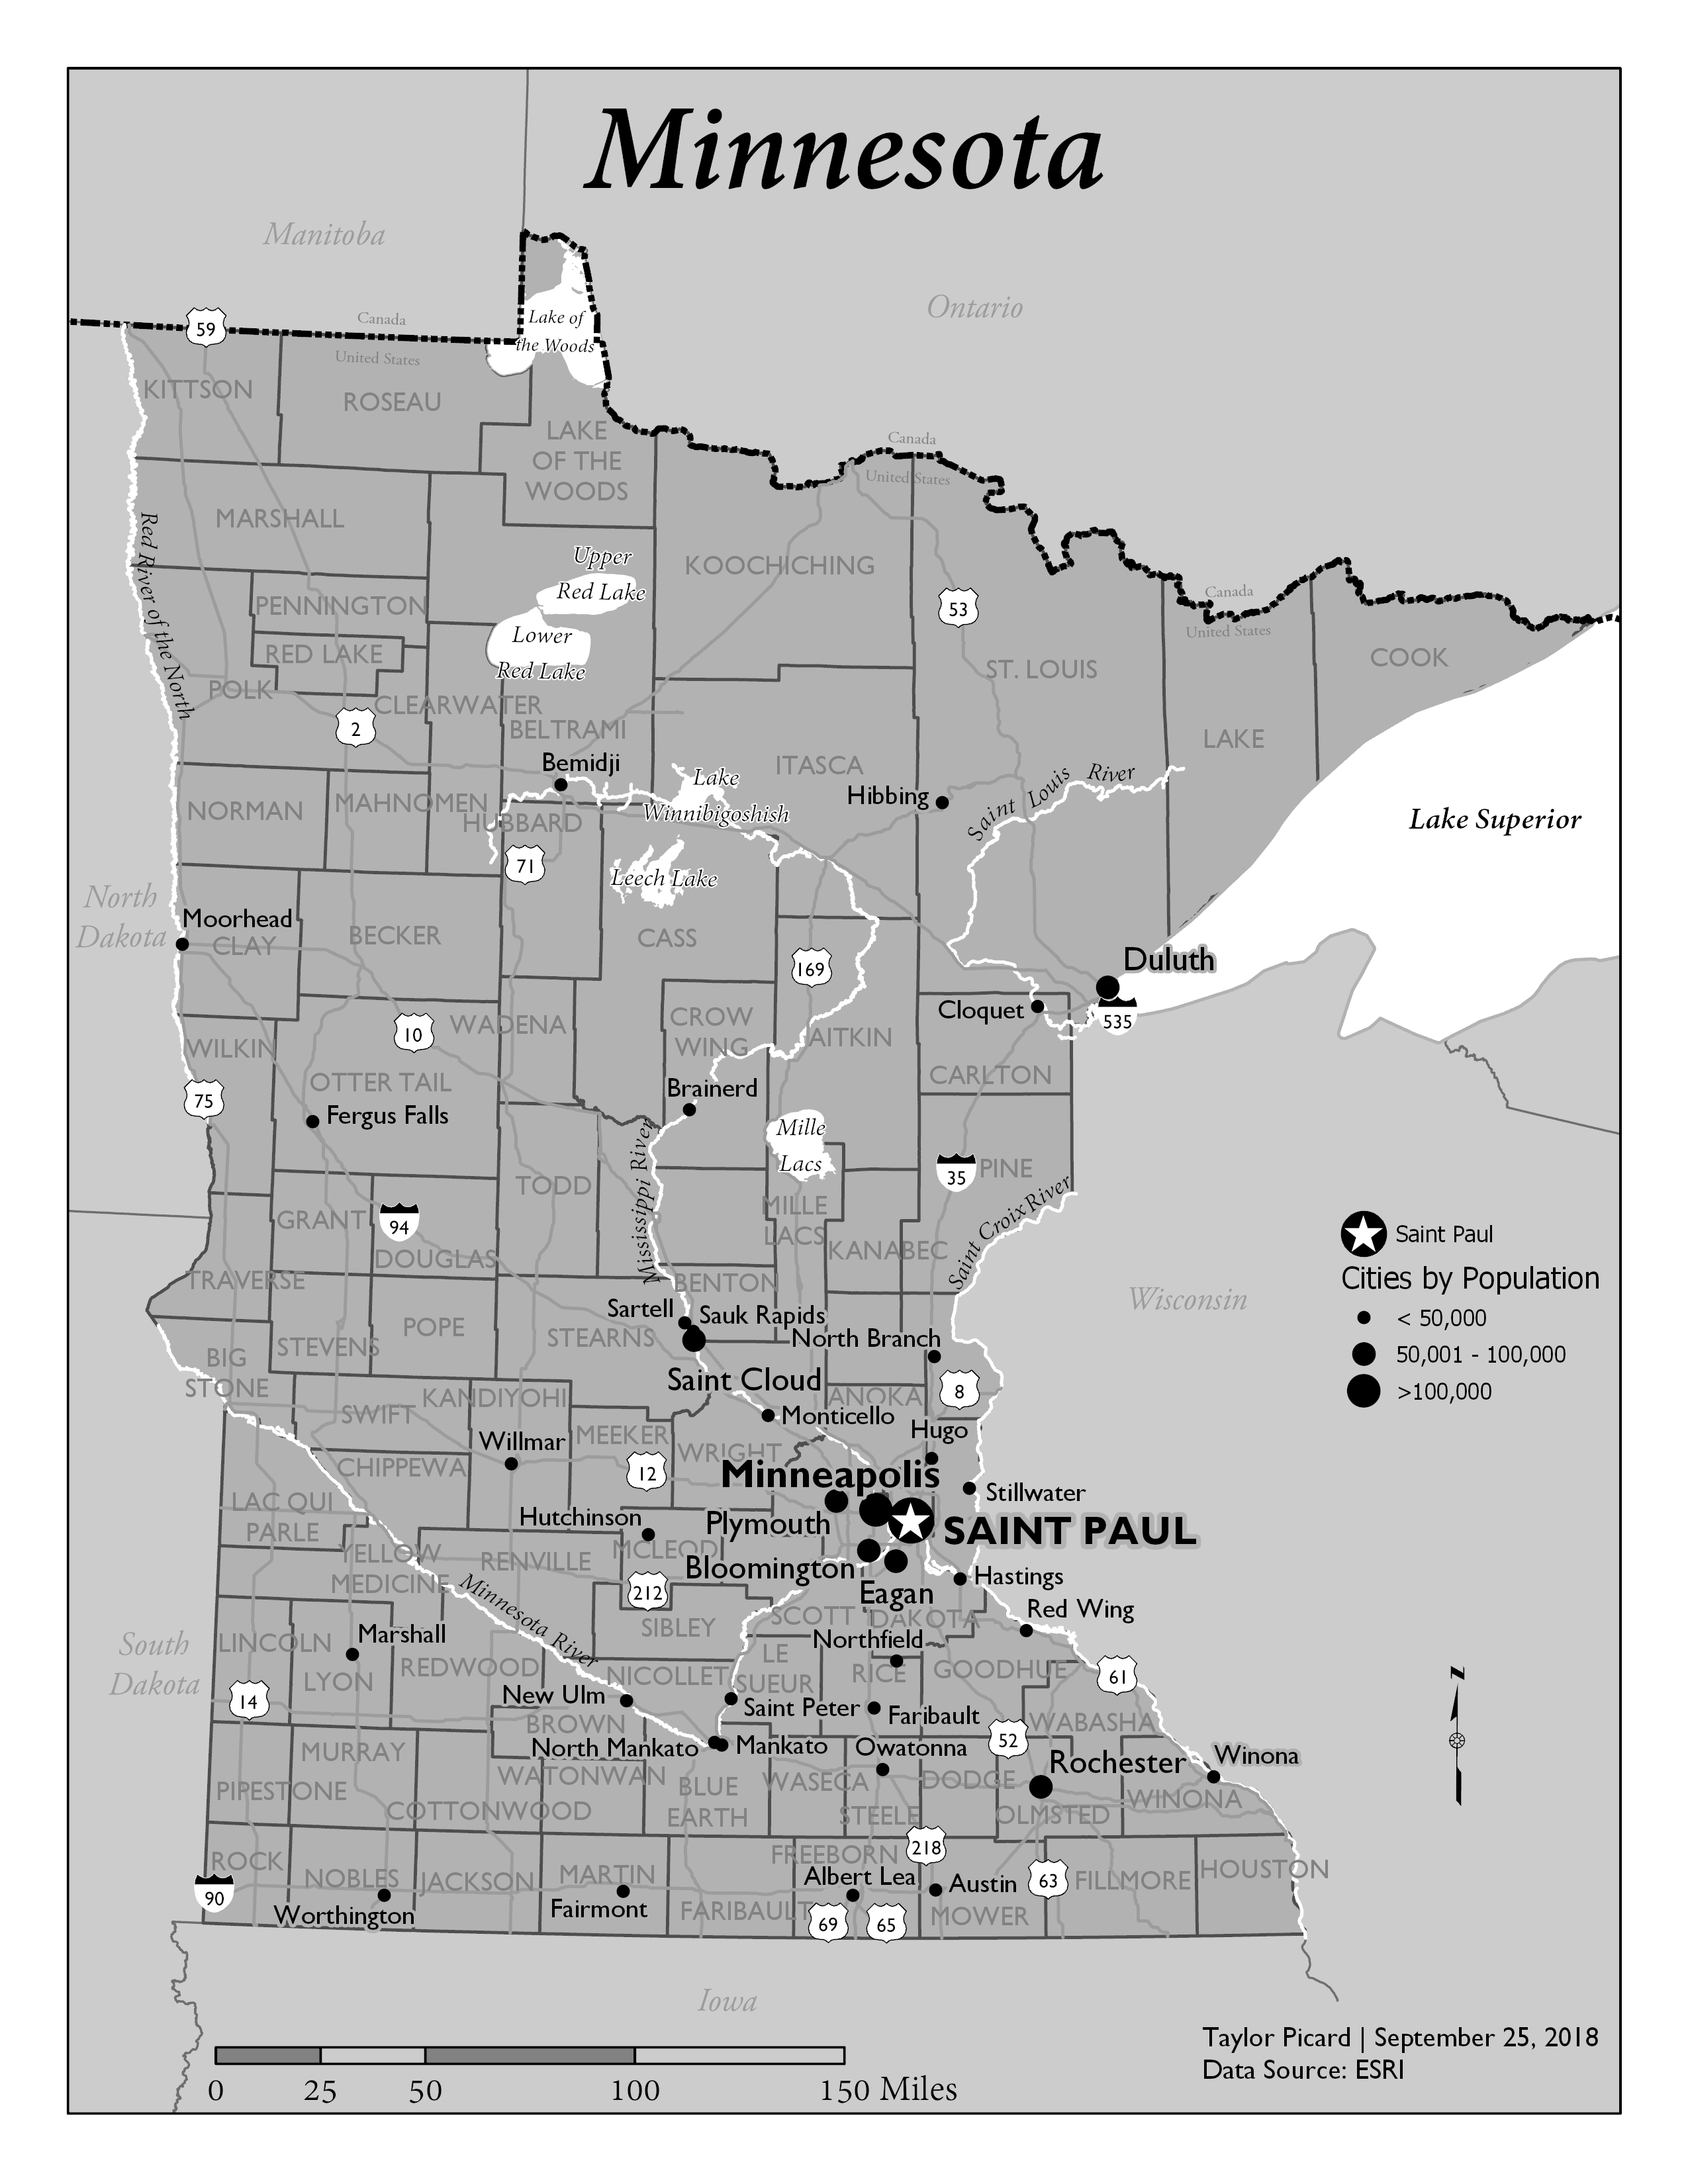 Minnesota
Manitoba
Ontario
Lake of
the Woods
59
Canada
United States
KITTSON
ROSEAU
LAKE
OF THE
WOODS
Canada
United States
MARSHALL
Red River of the North
Upper
Red Lake
KOOCHICHING
53
Canada
United States
PENNINGTON
Lower
Red Lake
RED LAKE
ST. LOUIS
COOK
POLK
CLEARWATER
2
BELTRAMI
LAKE
Bemidji
ITASCA
Lake
Winnibigoshish
Saint Louis River
Hibbing
NORMAN
MAHNOMEN
HUBBARD
Lake Superior
71
Leech Lake
North
Dakota
Moorhead
CLAY
BECKER
CASS
169
Duluth
Cloquet
535
10
WADENA
CROW
WING
AITKIN
WILKIN
OTTER TAIL
CARLTON
75
Fergus Falls
Brainerd
Mille
Lacs
Mississippi River
35
PINE
TODD
GRANT
94
MILLE
LACS
Saint Croix River
KANABEC
DOUGLAS
TRAVERSE
BENTON
Wisconsin
Saint Paul
Cities by Population
< 50,000
50,001 - 100,000
>100,000
Sartell
Sauk Rapids
POPE
STEARNS
North Branch
STEVENS
BIG
STONE
Saint Cloud
8
KANDIYOHI
ANOKA
SWIFT
Monticello
Hugo
MEEKER
Willmar
WRIGHT
CHIPPEWA
12
Minneapolis
Stillwater
LAC QUI
PARLE
Hutchinson
Plymouth
SAINT PAUL
MCLEOD
YELLOW
MEDICINE
RENVILLE
Bloomington
Hastings
212
Eagan
Minnesota River
SCOTT
DAKOTA
Red Wing
SIBLEY
South
Dakota
LINCOLN
Marshall
Northfield
LE
SUEUR
REDWOOD
NICOLLET
RICE
GOODHUE
61
LYON
14
New Ulm
Saint Peter
Faribault
BROWN
WABASHA
52
N
North Mankato
Mankato
Owatonna
MURRAY
Rochester
Winona
WATONWAN
WASECA
DODGE
PIPESTONE
BLUE
EARTH
WINONA
COTTONWOOD
STEELE
OLMSTED
218
ROCK
FREEBORN
NOBLES
JACKSON
MARTIN
Albert Lea
Austin
63
FILLMORE
HOUSTON
90
Worthington
Fairmont
FARIBAULT
69
65
MOWER
Iowa
Taylor Picard | September 25, 2018
Data Source: ESRI
0 25 50 100 150 Miles